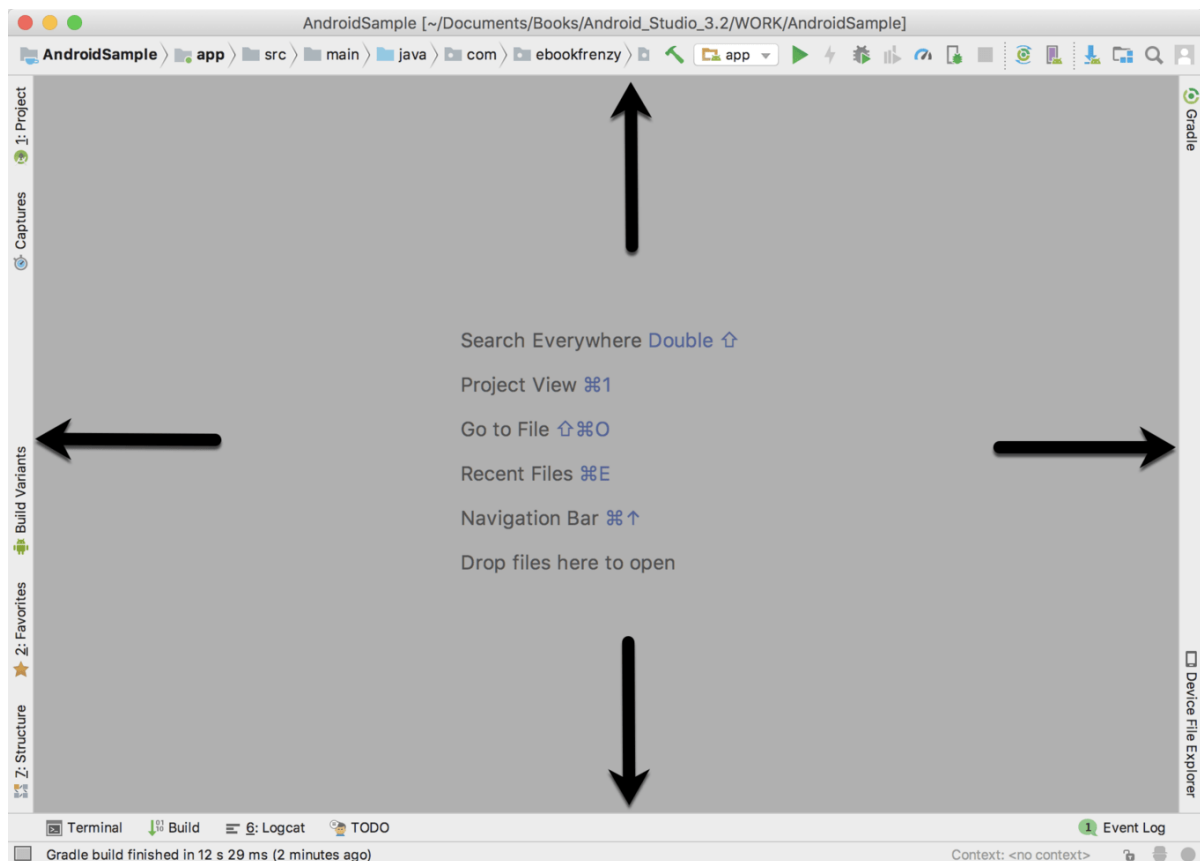 AndroidSample [~/Documents/Books/Android_Studio_3.2/WORK/AndroidSample]
AndroidSample app src main java com ebookfrenzy app
1: Project
Captures
Build Variants
2: Favorites
7: Structure
Search Everywhere Double ⇧
Project View ⌘1
Go to File ⇧⌘O
Recent Files ⌘E
Navigation Bar ⌘↑
Drop files here to open
Gradle
Device File Explorer
Terminal Build 6: Logcat TODO 1 Event Log
Gradle build finished in 12 s 29 ms (2 minutes ago) Context: <no context>